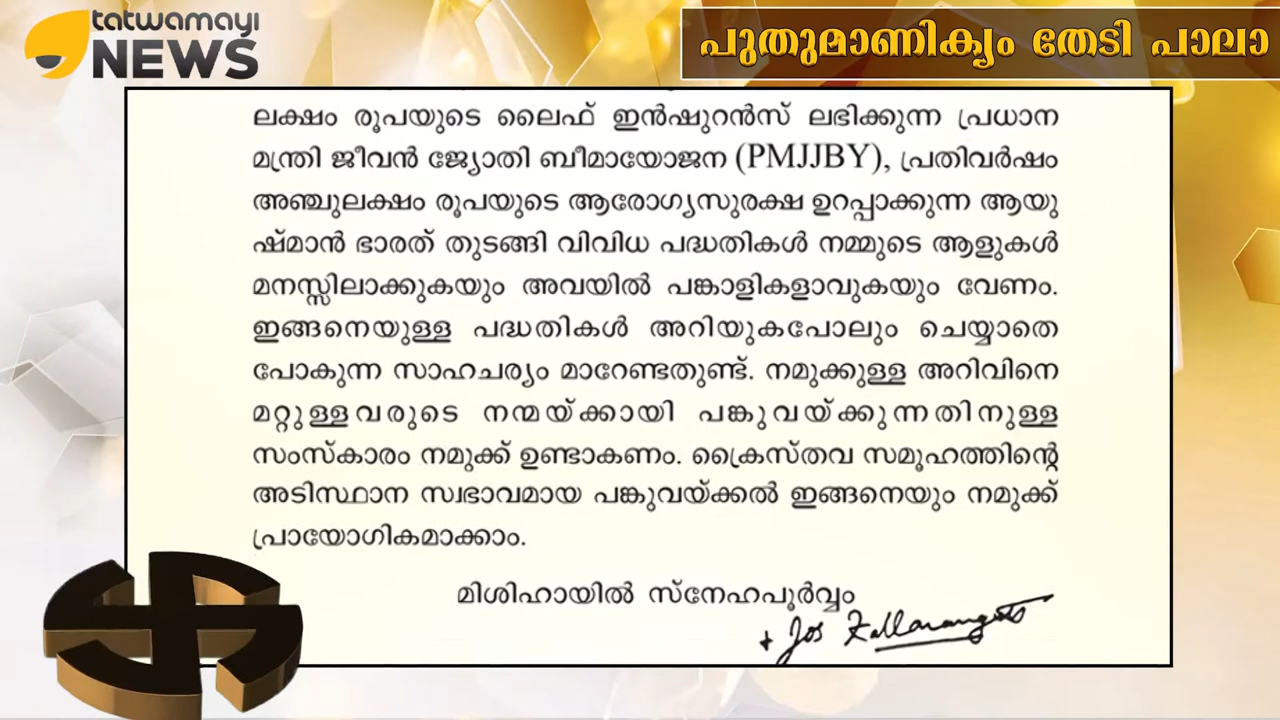 tatwamayi
NEWS
പുതുമാണിക്യം തേടി പാലാ
ലക്ഷം രൂപയുടെ ലൈഫ് ഇൻഷുറൻസ് ലഭിക്കുന്ന പ്രധാന
മന്ത്രി ജീവൻ ജ്യോതി ബീമായോജന (PMJJBY), പ്രതിവർഷം
അഞ്ചുലക്ഷം രൂപയുടെ ആരോഗ്യസുരക്ഷ ഉറപ്പാക്കുന്ന ആയു
ഷ്മാൻ ഭാരത് തുടങ്ങി വിവിധ പദ്ധതികൾ നമ്മുടെ ആളുകൾ
മനസ്സിലാക്കുകയും അവയിൽ പങ്കാളികളാവുകയും വേണം.
ഇങ്ങനെയുള്ള പദ്ധതികൾ അറിയുകപോലും ചെയ്യാതെ
പോകുന്ന സാഹചര്യം മാറേണ്ടതുണ്ട്. നമുക്കുള്ള അറിവിനെ
മറ്റുള്ളവരുടെ നന്മയ്ക്കായി പങ്കുവയ്ക്കുന്നതിനുള്ള
സംസ്കാരം നമുക്ക് ഉണ്ടാകണം. ക്രൈസ്തവ സമൂഹത്തിന്റെ
അടിസ്ഥാന സ്വഭാവമായ പങ്കുവയ്ക്കൽ ഇങ്ങനെയും നമുക്ക്
പ്രായോഗികമാക്കാം.
മിശിഹായിൽ സ്നേഹപൂർവ്വം
+ Jos Kallarangatt